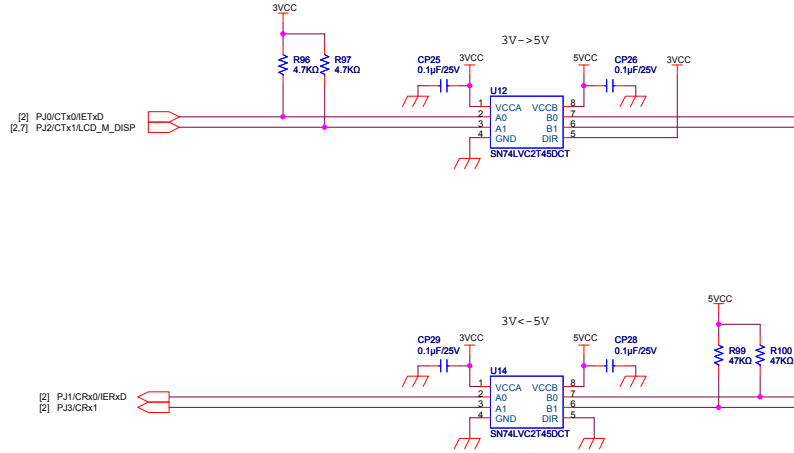 3VCC
R96
4.7KΩ
R97
4.7KΩ
3V->5V
CP25
0.1µF/25V
3VCC
5VCC
CP26
0.1µF/25V
3VCC
U12
[2] PJ0/CTx0/IETxD
[2,7] PJ2/CTx1/LCD_M_DISP
1 VCCA VCCB 8
2 A0 B0 7
3 A1 B1 6
4 GND DIR 5
SN74LVC2T45DCT
3V<-5V
5VCC
CP29
0.1µF/25V
3VCC
5VCC
CP28
0.1µF/25V
R99
47KΩ
R100
47KΩ
U14
[2] PJ1/CRx0/IERxD
[2] PJ3/CRx1
1 VCCA VCCB 8
2 A0 B0 7
3 A1 B1 6
4 GND DIR 5
SN74LVC2T45DCT